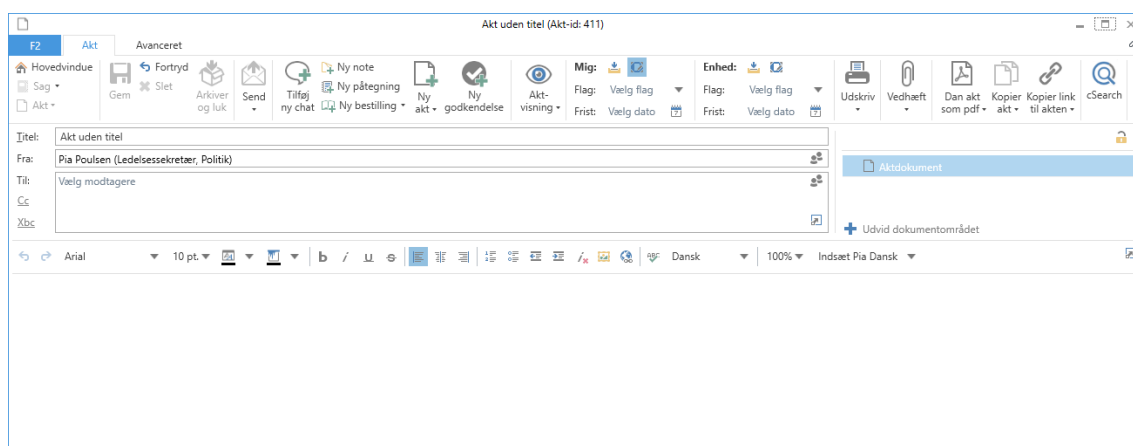 Akt uden titel (Akt-id: 411)
F2 Akt Avanceret
Hovedvindue
Sag
Akt
Gem
Fortryd
Slet
Arkiver
og luk
Send
Tilføj
ny chat
Ny note
Ny påtegning
Ny bestilling
Ny
akt
Ny
godkendelse
Akt-
visning
Mig:
Flag: Vælg flag
Frist: Vælg dato
Enhed:
Flag: Vælg flag
Frist: Vælg dato
Udskriv
Vedhæft
Dan akt
som pdf
Kopier
akt
Kopier link
til akten
cSearch
Titel: Akt uden titel
Fra: Pia Poulsen (Ledelsessekretær, Politik)
Til: Vælg modtagere
Cc
Xbc
Aktdokument
Udvid dokumentområdet
Arial 10 pt. b i u Dansk 100% Indsæt Pia Dansk